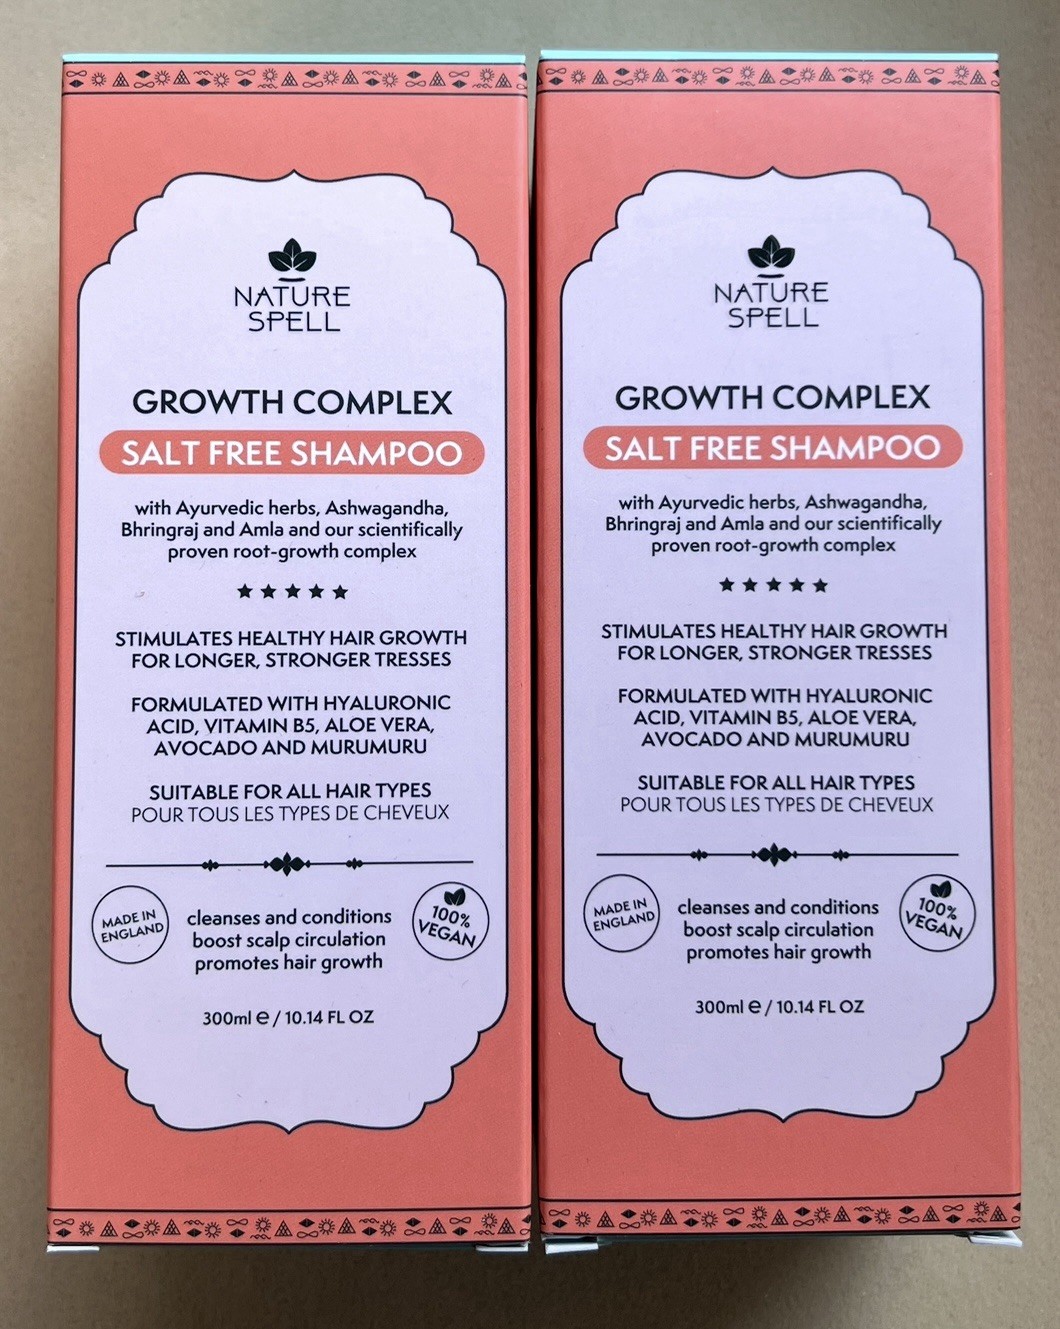 NATURE
SPELL
GROWTH COMPLEX
SALT FREE SHAMPOO
with Ayurvedic herbs, Ashwagandha,
Bhringraj and Amla and our scientifically
proven root-growth complex
STIMULATES HEALTHY HAIR GROWTH
FOR LONGER, STRONGER TRESSES
FORMULATED WITH HYALURONIC
ACID, VITAMIN B5, ALOE VERA,
AVOCADO AND MURUMURU
SUITABLE FOR ALL HAIR TYPES
POUR TOUS LES TYPES DE CHEVEUX
MADE IN
ENGLAND
cleanses and conditions
boost scalp circulation
promotes hair growth
100%
VEGAN
300ml ℮ / 10.14 FL OZ
NATURE
SPELL
GROWTH COMPLEX
SALT FREE SHAMPOO
with Ayurvedic herbs, Ashwagandha,
Bhringraj and Amla and our scientifically
proven root-growth complex
STIMULATES HEALTHY HAIR GROWTH
FOR LONGER, STRONGER TRESSES
FORMULATED WITH HYALURONIC
ACID, VITAMIN B5, ALOE VERA,
AVOCADO AND MURUMURU
SUITABLE FOR ALL HAIR TYPES
POUR TOUS LES TYPES DE CHEVEUX
MADE IN
ENGLAND
cleanses and conditions
boost scalp circulation
promotes hair growth
100%
VEGAN
300ml ℮ / 10.14 FL OZ